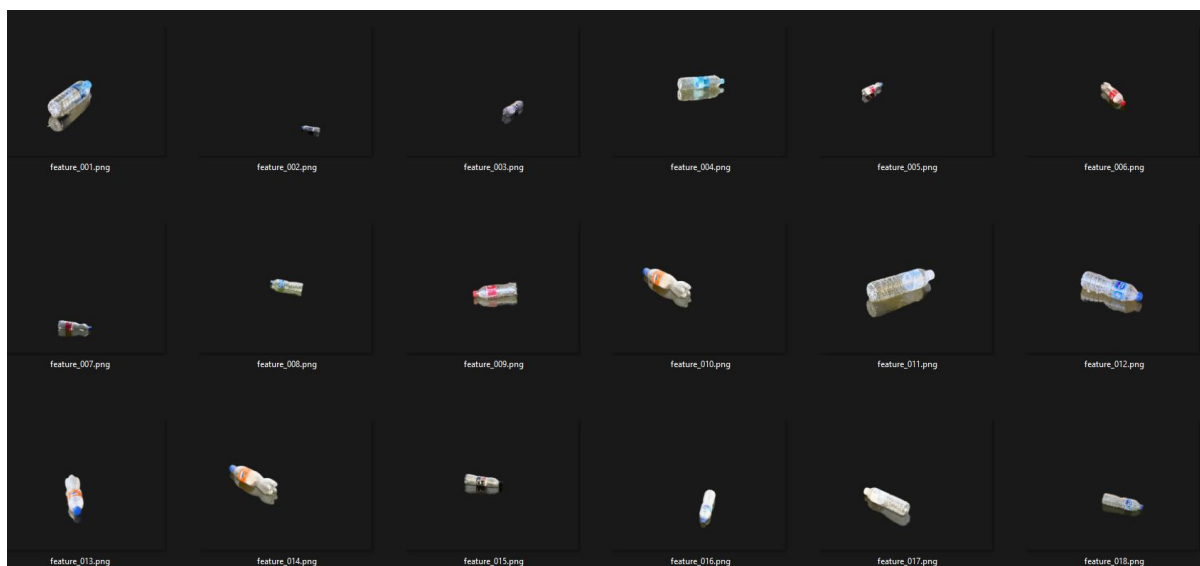 feature_001.png
feature_002.png
feature_003.png
feature_004.png
feature_005.png
feature_006.png
feature_007.png
feature_008.png
feature_009.png
feature_010.png
feature_011.png
feature_012.png
feature_013.png
feature_014.png
feature_015.png
feature_016.png
feature_017.png
feature_018.png